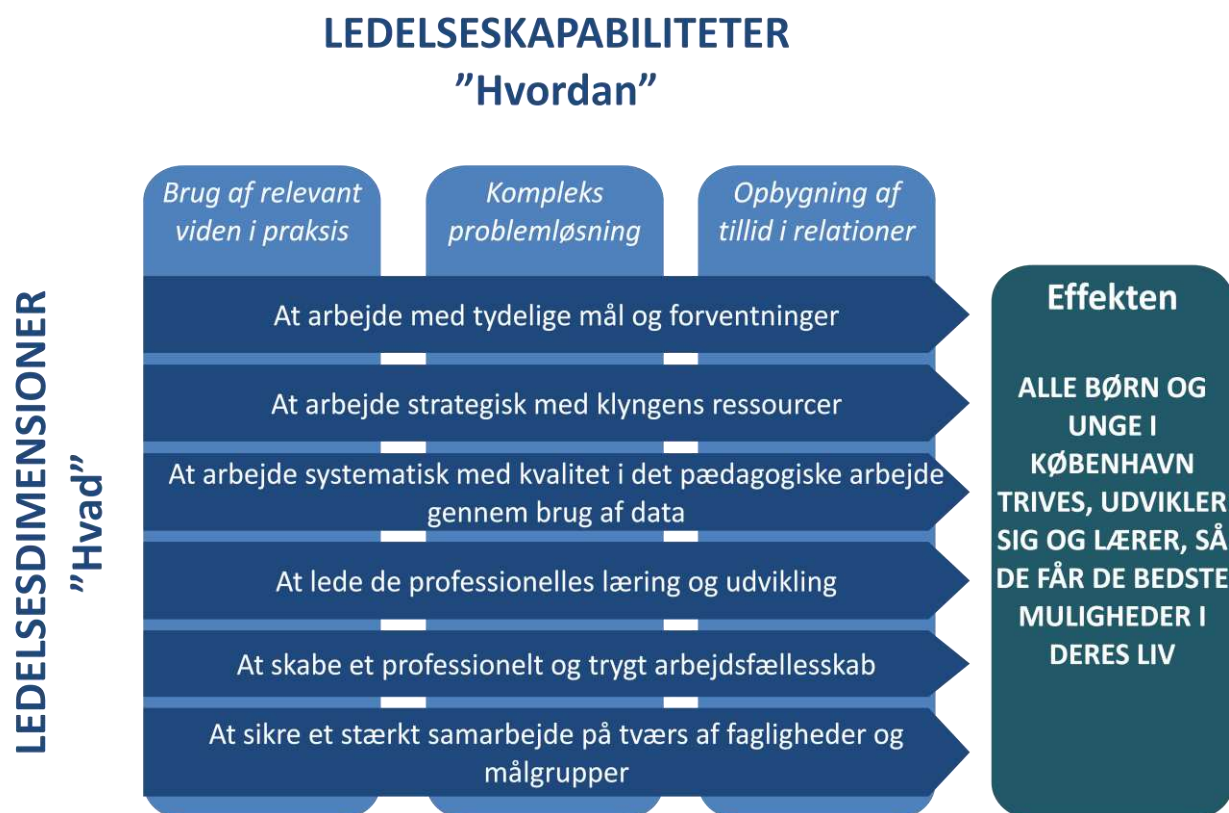 LEDELSESKAPABILITETER
”Hvordan”
Brug af relevant
viden i praksis
Kompleks
problemløsning
Opbygning af
tillid i relationer
LEDELSESDIMENSIONER
”Hvad”
At arbejde med tydelige mål og forventninger
At arbejde strategisk med klyngens ressourcer
At arbejde systematisk med kvalitet i det pædagogiske arbejde
gennem brug af data
At lede de professionelles læring og udvikling
At skabe et professionelt og trygt arbejdsfællesskab
At sikre et stærkt samarbejde på tværs af fagligheder og
målgrupper
Effekten
ALLE BØRN OG
UNGE I
KØBENHAVN
TRIVES, UDVIKLER
SIG OG LÆRER, SÅ
DE FÅR DE BEDSTE
MULIGHEDER I
DERES LIV